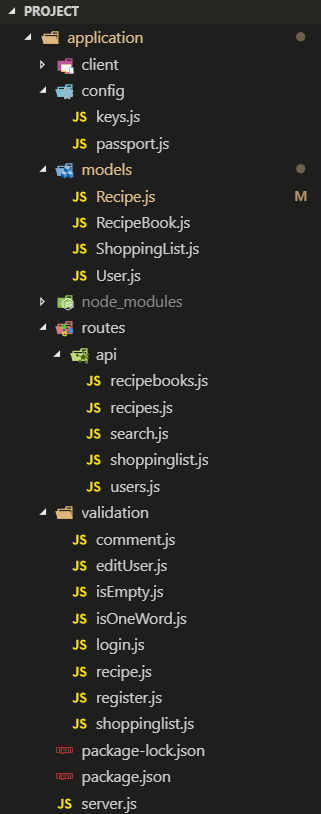 PROJECT
application
client
config
JS keys.js
JS passport.js
models
JS Recipe.js M
JS RecipeBook.js
JS ShoppingList.js
JS User.js
node_modules
routes
api
JS recipebooks.js
JS recipes.js
JS search.js
JS shoppinglist.js
JS users.js
validation
JS comment.js
JS editUser.js
JS isEmpty.js
JS isOneWord.js
JS login.js
JS recipe.js
JS register.js
JS shoppinglist.js
npm package-lock.json
npm package.json
JS server.js